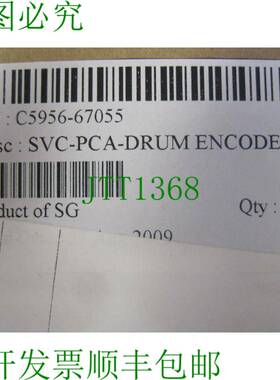 图必究
: C5956-67055
sc : SVC-PCA-DRUM ENCODE
JTT1368
duct of SG
Qty :
2009
开发票顺丰包邮